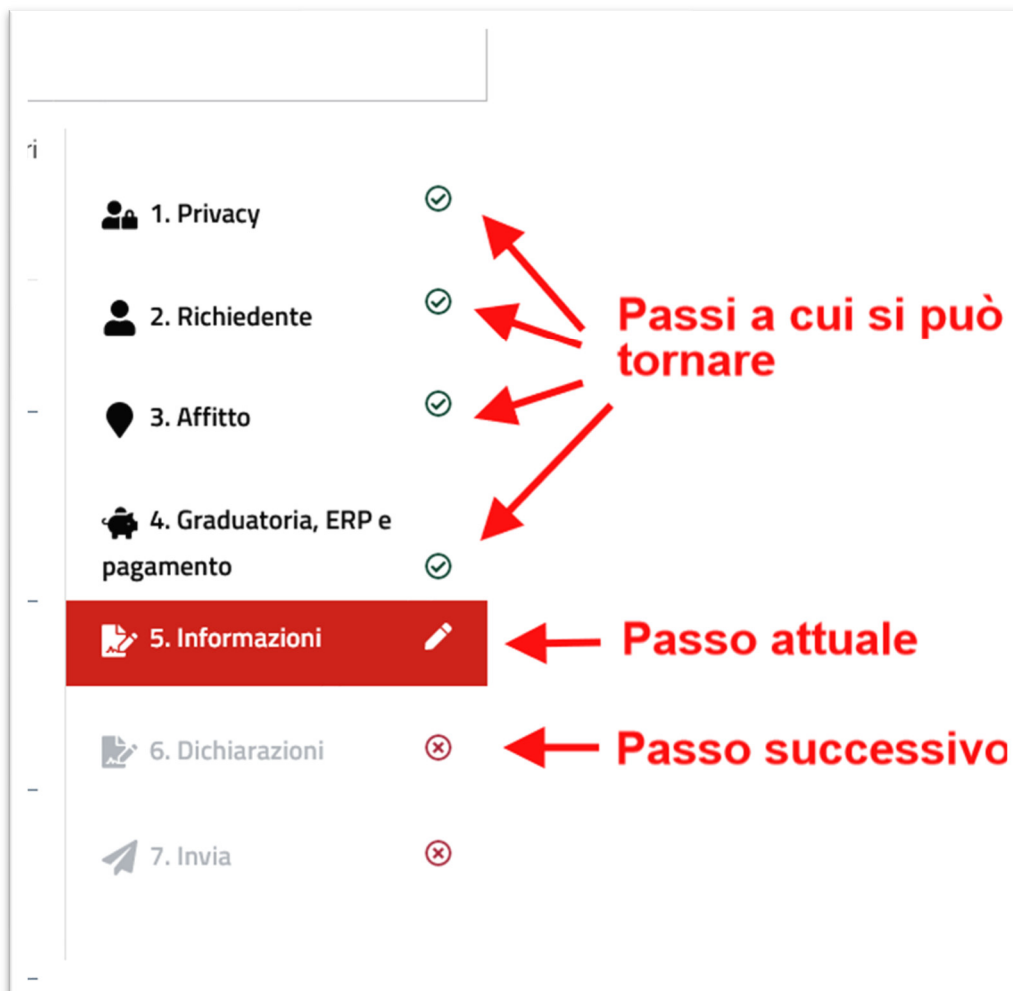 ri
1. Privacy
2. Richiedente
3. Affitto
4. Graduatoria, ERP e
pagamento
5. Informazioni
6. Dichiarazioni
7. Invia
Passi a cui si può
tornare
Passo attuale
Passo successivo